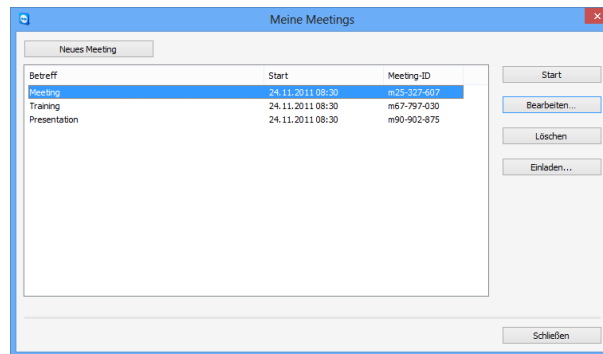 Meine Meetings
Neues Meeting
Betreff Start Meeting-ID
Meeting 24.11.2011 08:30 m25-327-607
Training 24.11.2011 08:30 m67-797-030
Presentation 24.11.2011 08:30 m90-902-875
Start
Bearbeiten...
Löschen
Einladen...
Schließen